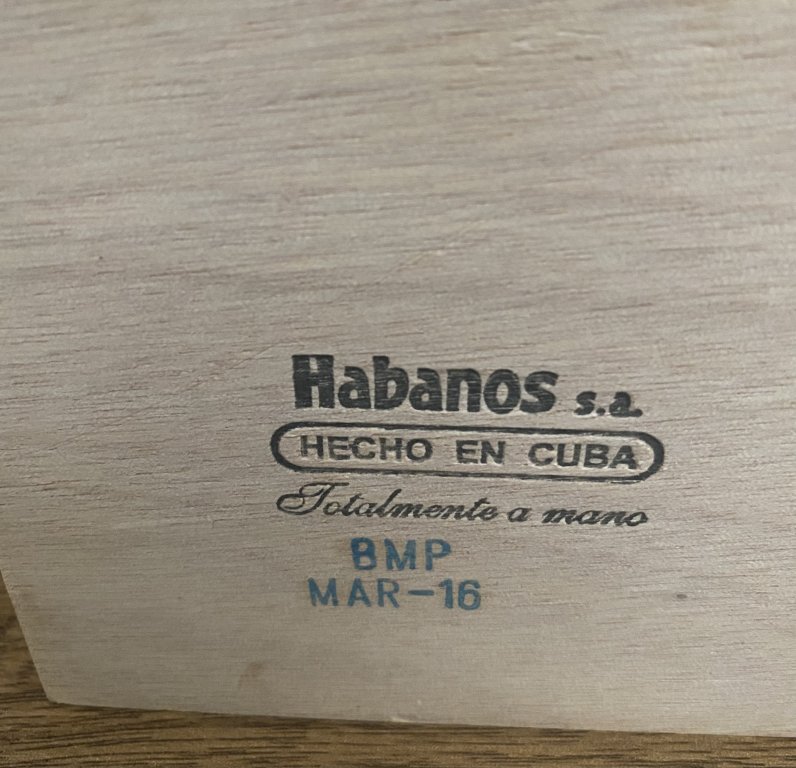 Habanos s.a.
HECHO EN CUBA
Totalmente a mano
BMP
MAR-16